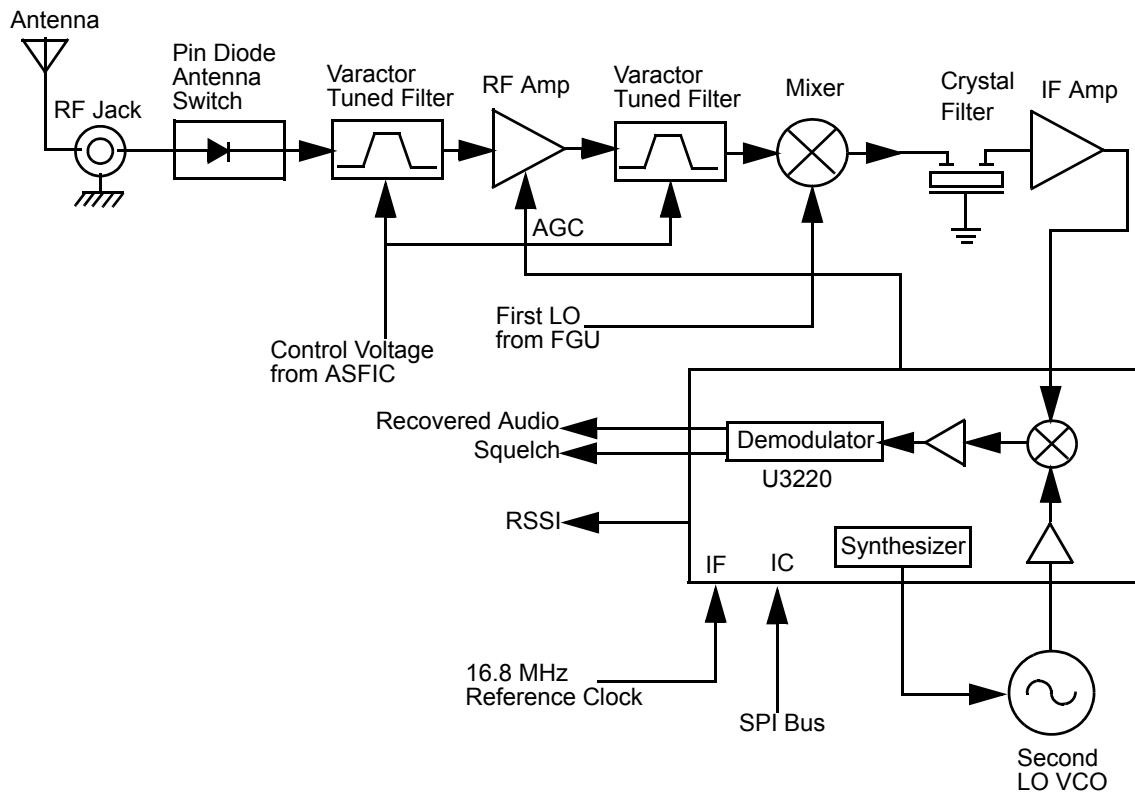 Antenna
RF Jack
Pin Diode
Antenna
Switch
Varactor
Tuned Filter
RF Amp
Varactor
Tuned Filter
Mixer
Crystal
Filter
IF Amp
AGC
First LO
from FGU
Control Voltage
from ASFIC
Recovered Audio
Squelch
Demodulator
U3220
RSSI
Synthesizer
IF
IC
16.8 MHz
Reference Clock
SPI Bus
Second
LO VCO